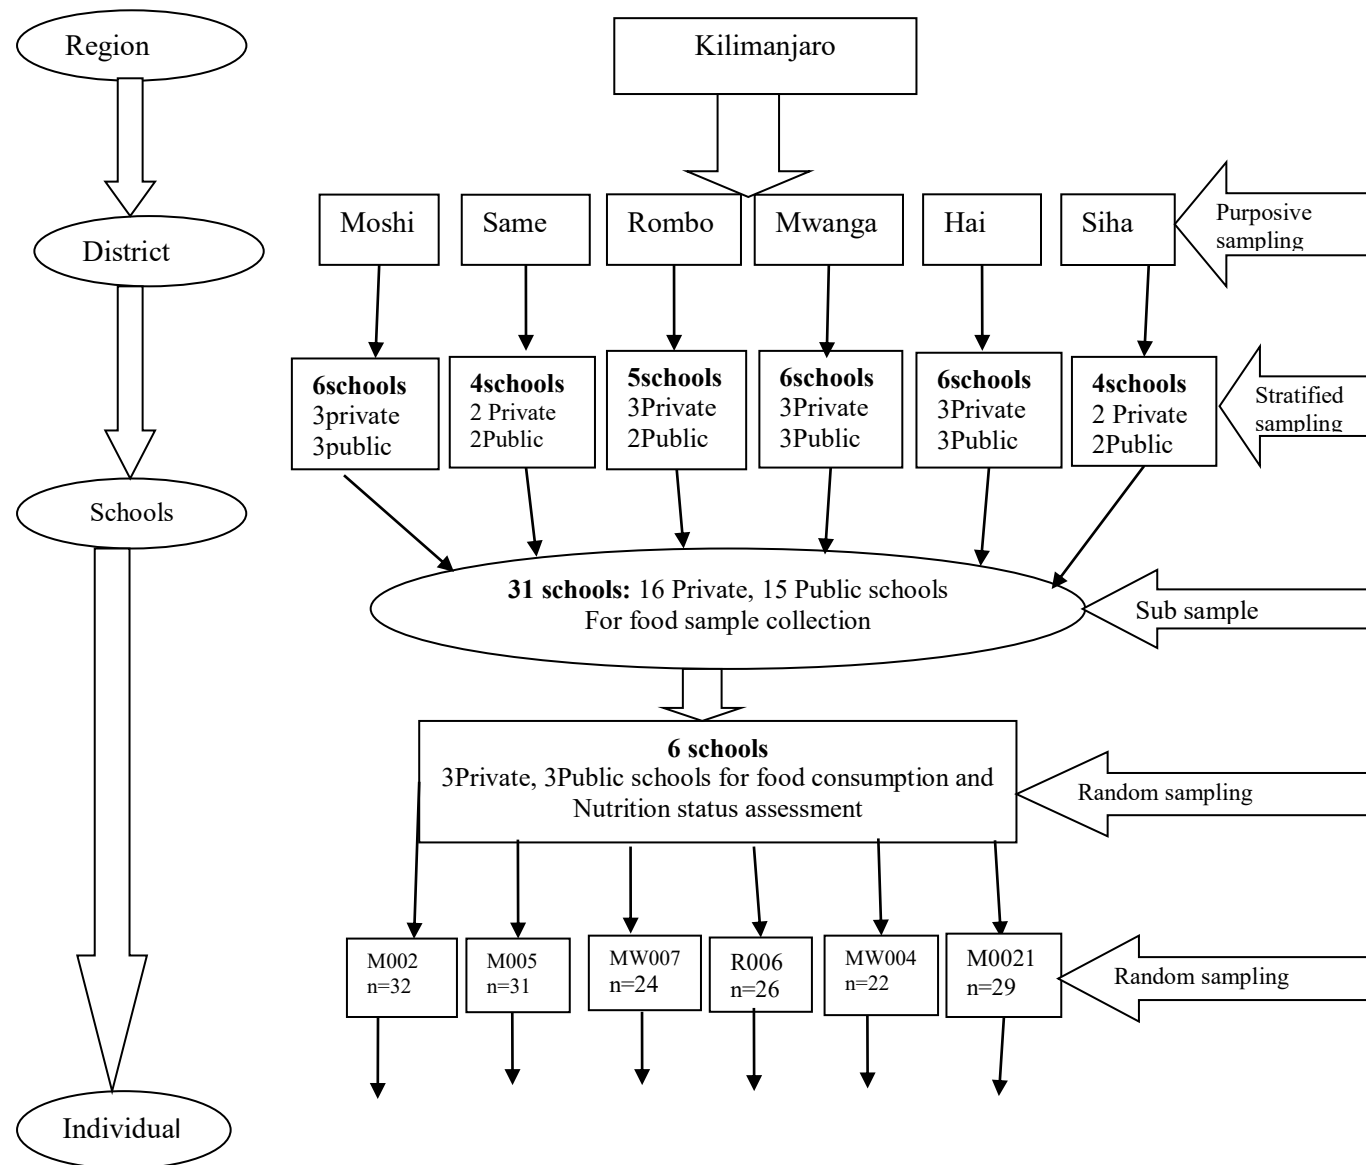 Region
Kilimanjaro
Moshi
Same
Rombo
Mwanga
Hai
Siha
Purposive
sampling
District
6schools
3private
3public
4schools
2 Private
2Public
5schools
3Private
2Public
6schools
3Private
3Public
6schools
3Private
3Public
4schools
2 Private
2Public
Stratified
sampling
Schools
31 schools: 16 Private, 15 Public schools
For food sample collection
Sub sample
6 schools
3Private, 3Public schools for food consumption and
Nutrition status assessment
Random sampling
M002
n=32
M005
n=31
MW007
n=24
R006
n=26
MW004
n=22
M0021
n=29
Random sampling
Individual